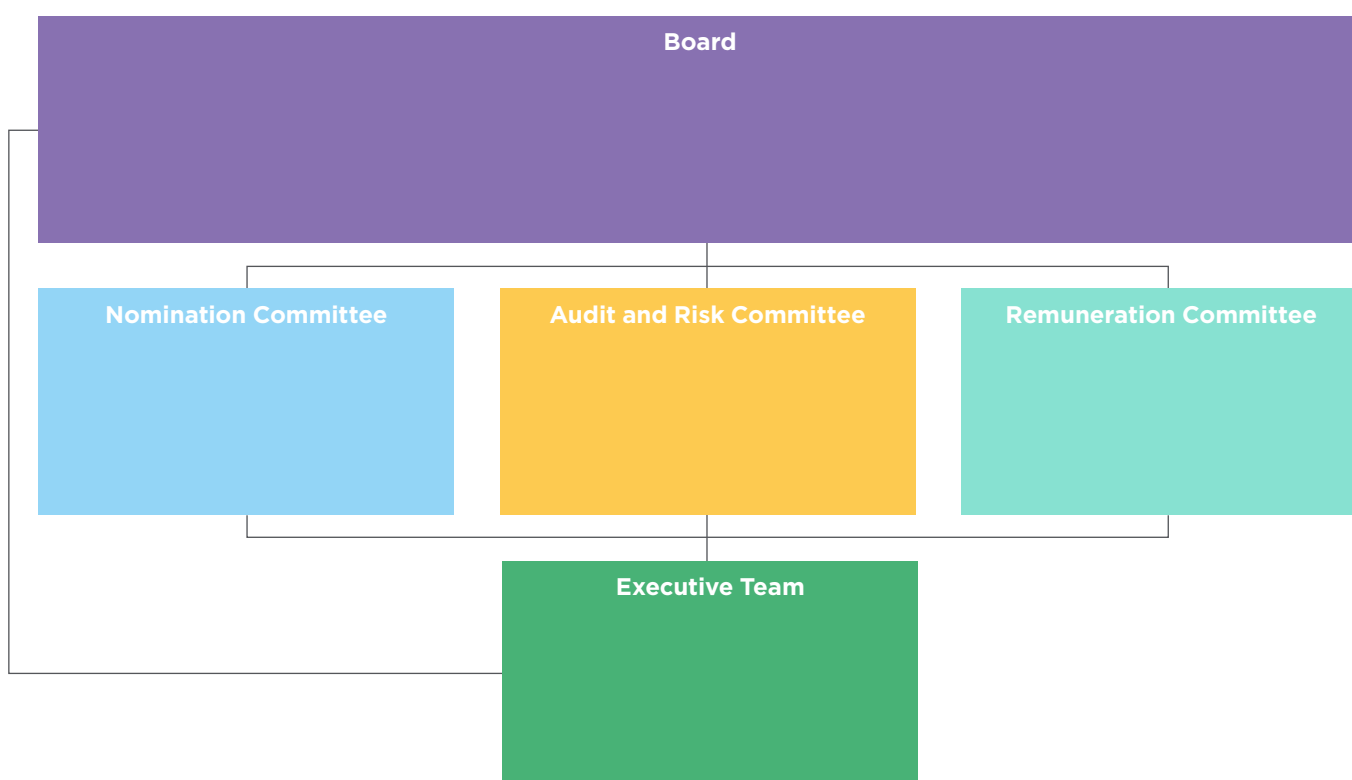 Board
Nomination Committee
Audit and Risk Committee
Remuneration Committee
Executive Team